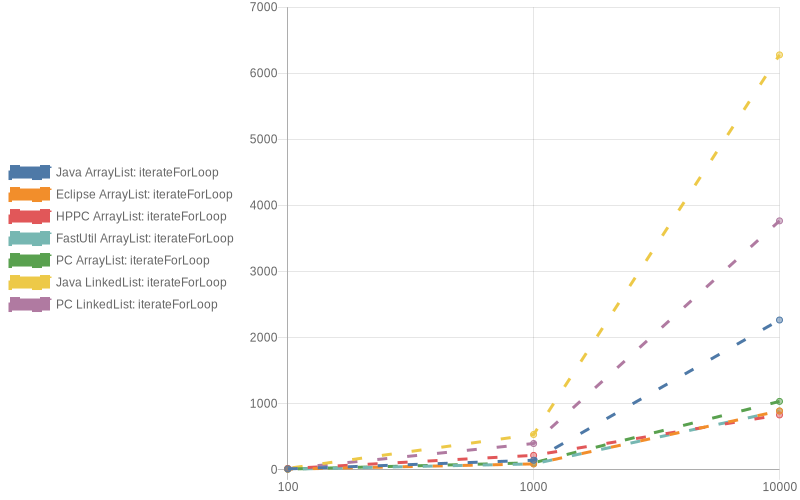 7000
6000
5000
4000
3000
2000
1000
0
100
1000
10000
Java ArrayList: iterateForLoop
Eclipse ArrayList: iterateForLoop
HPPC ArrayList: iterateForLoop
FastUtil ArrayList: iterateForLoop
PC ArrayList: iterateForLoop
Java LinkedList: iterateForLoop
PC LinkedList: iterateForLoop